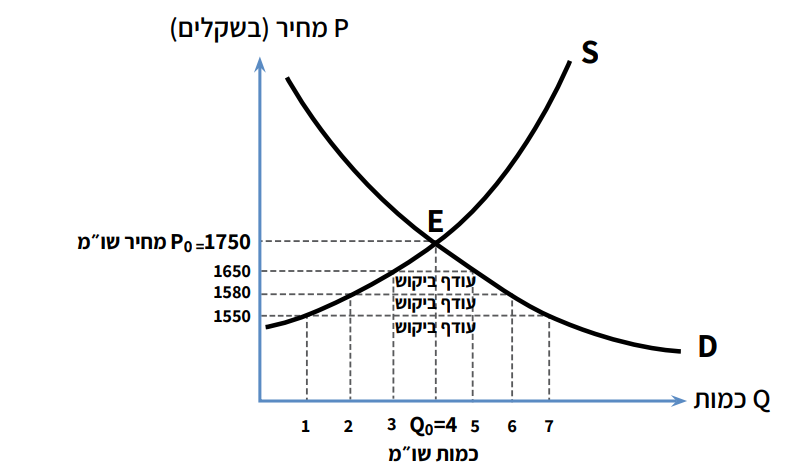 P מחיר (בשקלים)
S
E
מחיר שו״מ P₀ =1750
1650
עודף ביקוש
1580
עודף ביקוש
1550
עודף ביקוש
D
Q כמות
1 2 3 Q₀=4 5 6 7
כמות שו״מ